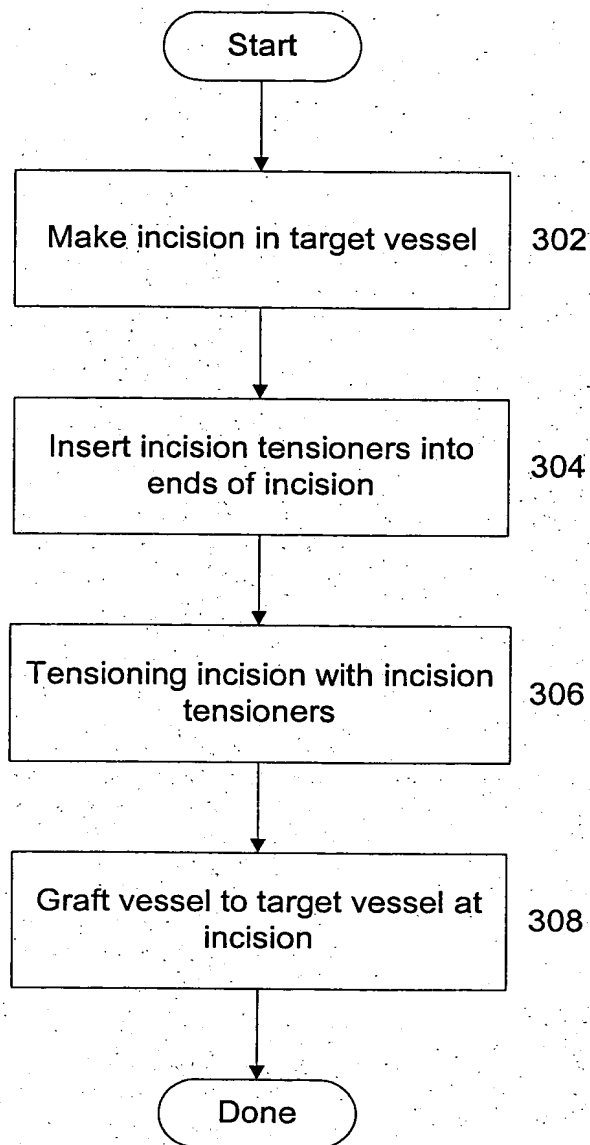 Start
Make incision in target vessel
302
Insert incision tensioners into
ends of incision
304
Tensioning incision with incision
tensioners
306
Graft vessel to target vessel at
incision
308
Done